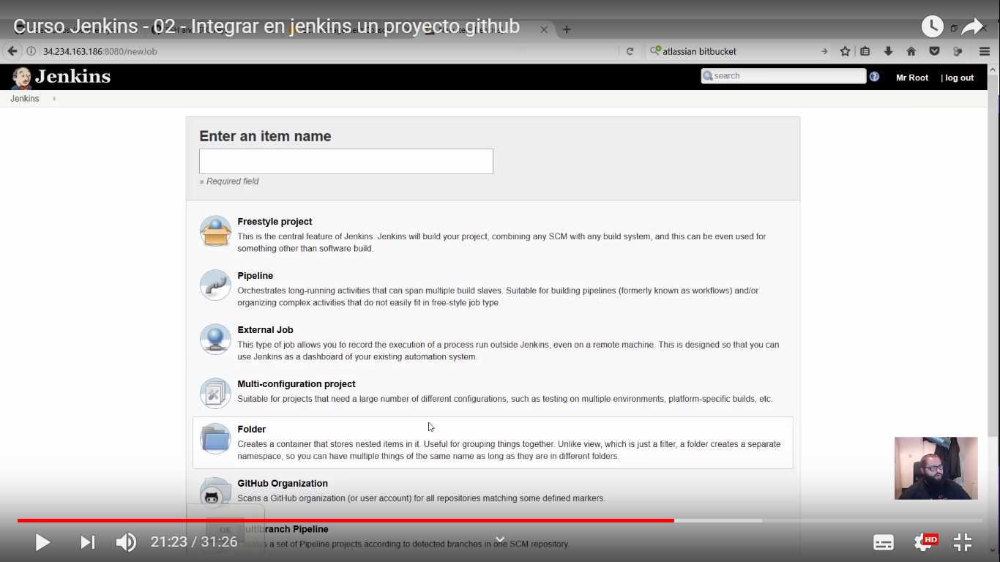 Curso Jenkins - 02 - Integrar en jenkins un proyecto github
34.234.163.186:8080/newJob
atlassian bitbucket
Jenkins
search
Mr Root
| log out
Jenkins
Enter an item name
» Required field
Freestyle project
This is the central feature of Jenkins. Jenkins will build your project, combining any SCM with any build system, and this can be even used for
something other than software build.
Pipeline
Orchestrates long-running activities that can span multiple build slaves. Suitable for building pipelines (formerly known as workflows) and/or
organizing complex activities that do not easily fit in free-style job type.
External Job
This type of job allows you to record the execution of a process run outside Jenkins, even on a remote machine. This is designed so that you can
use Jenkins as a dashboard of your existing automation system.
Multi-configuration project
Suitable for projects that need a large number of different configurations, such as testing on multiple environments, platform-specific builds, etc.
Folder
Creates a container that stores nested items in it. Useful for grouping things together. Unlike view, which is just a filter, a folder creates a separate
namespace, so you can have multiple things of the same name as long as they are in different folders.
GitHub Organization
Scans a GitHub organization (or user account) for all repositories matching some defined markers.
OK
Multibranch Pipeline
Creates a set of Pipeline projects according to detected branches in one SCM repository.
21:23 / 31:26
HD